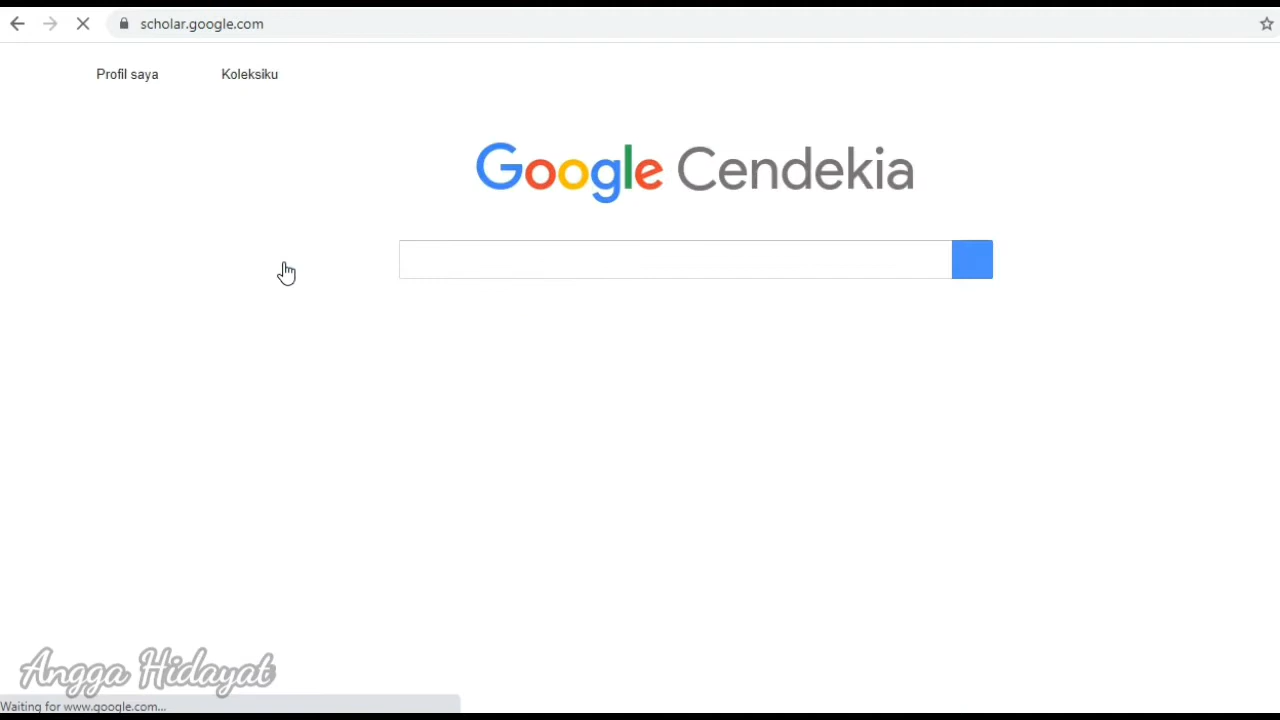 scholar.google.com
Profil saya Koleksiku
Google Cendekia
Angga Hidayat
Waiting for www.google.com...